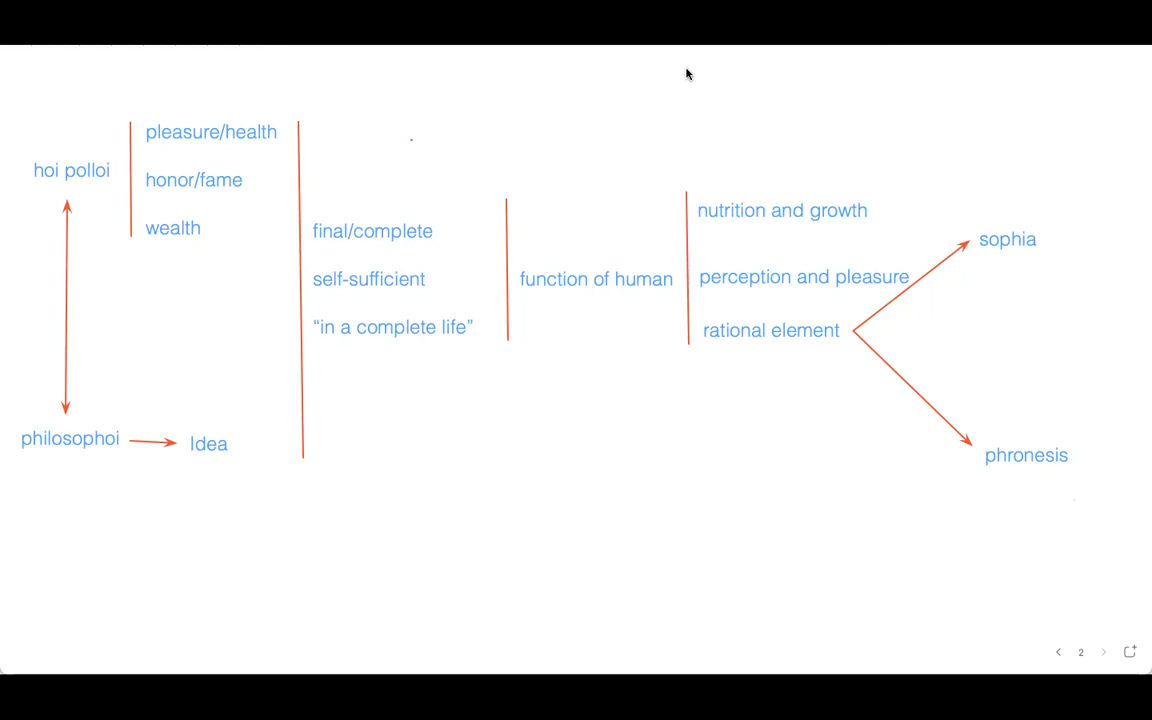 hoi polloi
pleasure/health
honor/fame
wealth
philosophoi
Idea
final/complete
self-sufficient
“in a complete life”
function of human
nutrition and growth
perception and pleasure
rational element
sophia
phronesis
2